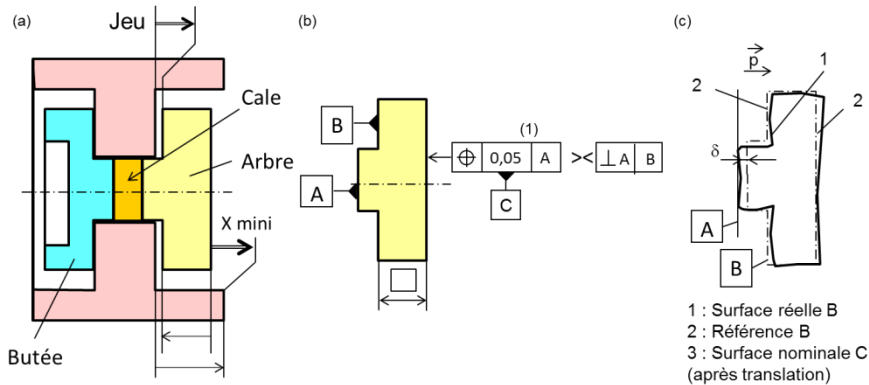 (a)
Jeu
Cale
Arbre
X mini
Butée
(b)
B
A
(1)
⌖ 0,05 A >< ⊥ A B
C
(c)
p
1
2
2
δ
A
B
1 : Surface réelle B
2 : Référence B
3 : Surface nominale C
(après translation)